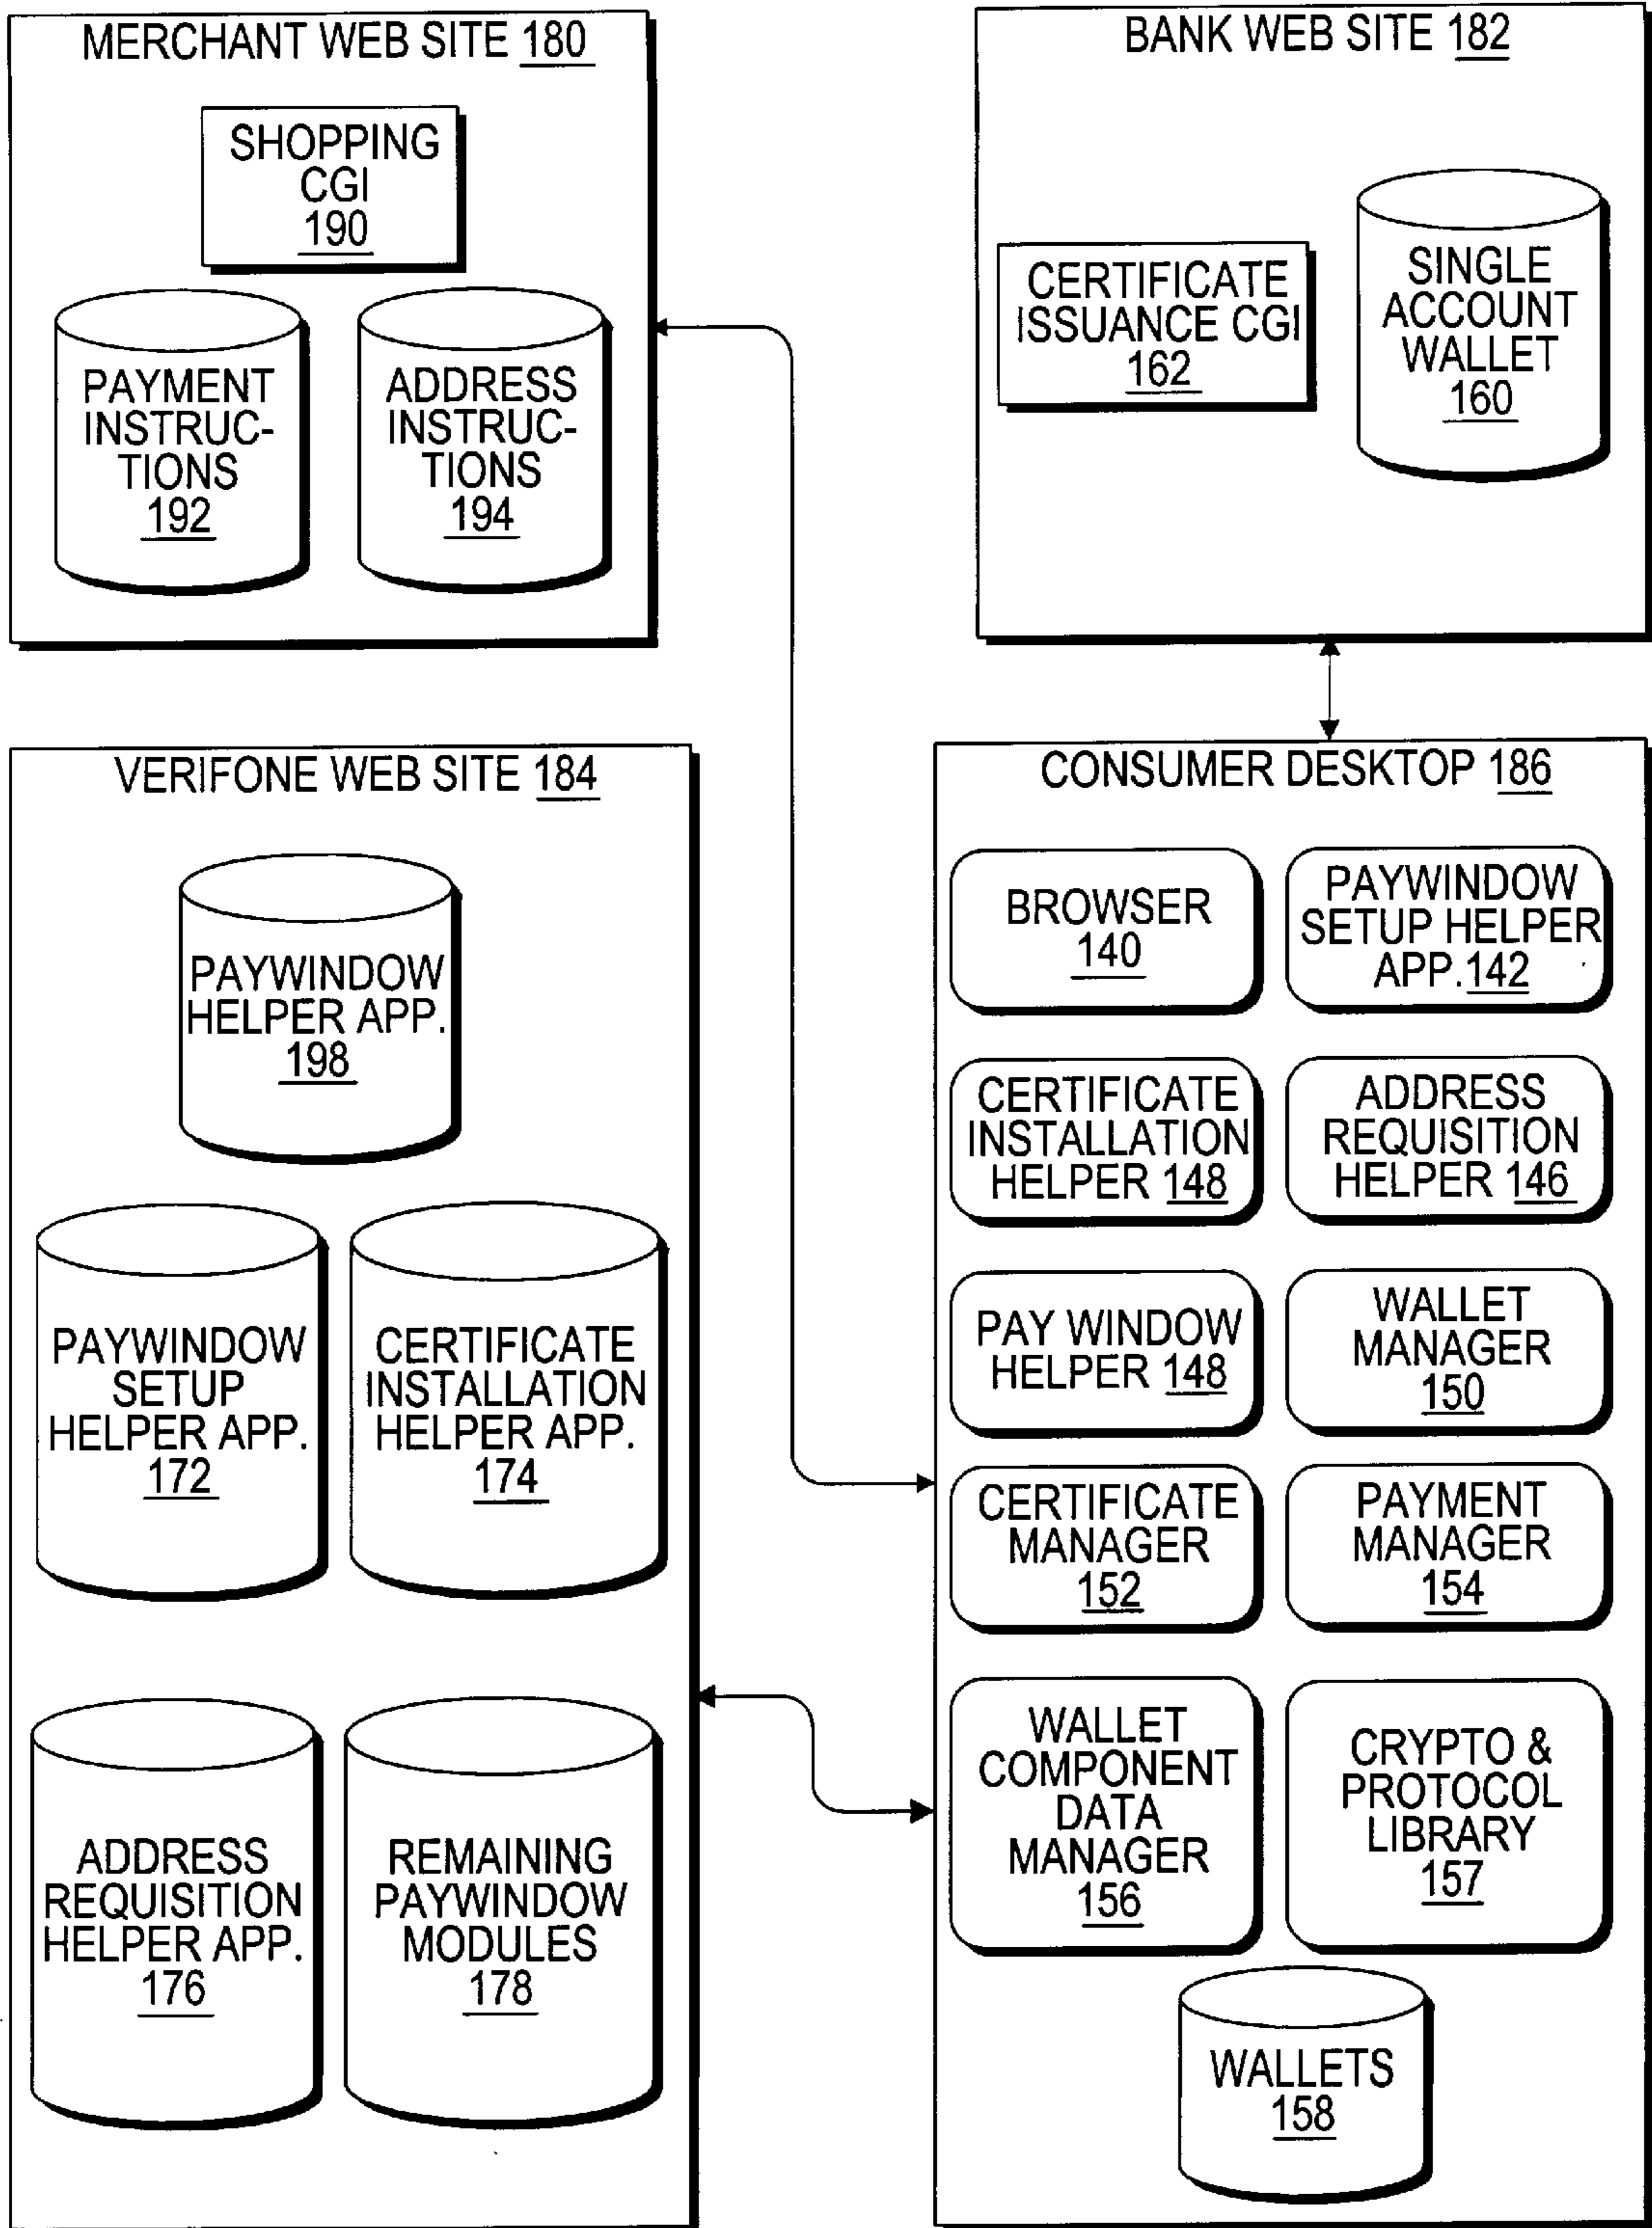 MERCHANT WEB SITE 180
SHOPPING
CGI
190
PAYMENT
INSTRUC-
TIONS
192
ADDRESS
INSTRUC-
TIONS
194
BANK WEB SITE 182
CERTIFICATE
ISSUANCE CGI
162
SINGLE
ACCOUNT
WALLET
160
VERIFONE WEB SITE 184
PAYWINDOW
HELPER APP.
198
PAYWINDOW
SETUP
HELPER APP.
172
CERTIFICATE
INSTALLATION
HELPER APP.
174
ADDRESS
REQUISITION
HELPER APP.
176
REMAINING
PAYWINDOW
MODULES
178
CONSUMER DESKTOP 186
BROWSER
140
PAYWINDOW
SETUP HELPER
APP. 142
CERTIFICATE
INSTALLATION
HELPER 148
ADDRESS
REQUISITION
HELPER 146
PAY WINDOW
HELPER 148
WALLET
MANAGER
150
CERTIFICATE
MANAGER
152
PAYMENT
MANAGER
154
WALLET
COMPONENT
DATA
MANAGER
156
CRYPTO &
PROTOCOL
LIBRARY
157
WALLETS
158